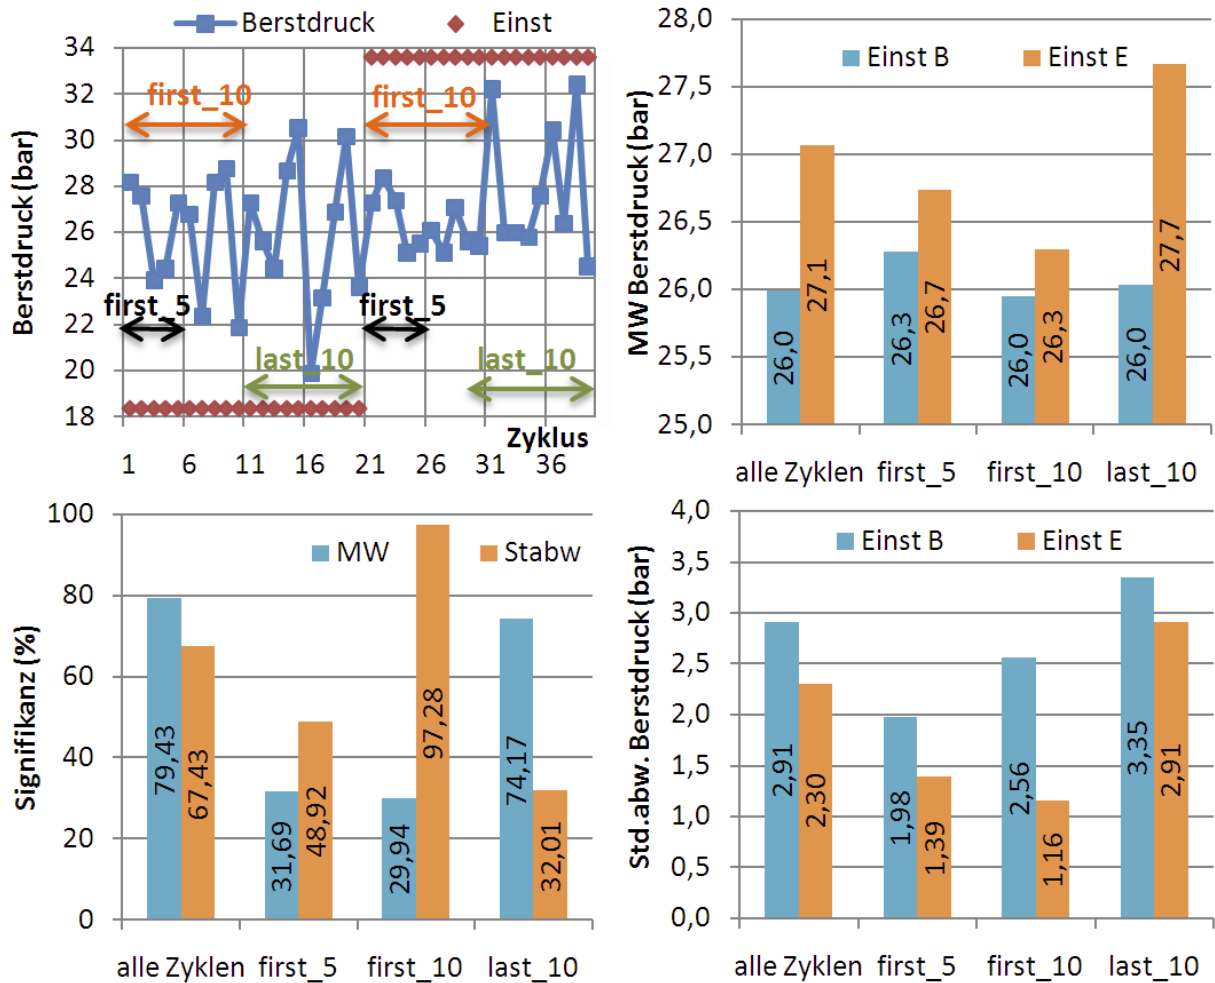 Berstdruck Einst
34
32
30
28
26
24
22
20
18
Berstdruck (bar)
first_10
first_10
first_5
first_5
last_10
last_10
Zyklus
1 6 11 16 21 26 31 36
28,0
27,5
27,0
26,5
26,0
25,5
25,0
MW Berstdruck (bar)
Einst B Einst E
26,0 27,1 26,3 26,7 26,0 26,3 26,0 27,7
alle Zyklen first_5 first_10 last_10
100
80
60
40
20
0
Signifikanz (%)
MW Stabw
79,43 67,43 31,69 48,92 29,94 97,28 74,17 32,01
alle Zyklen first_5 first_10 last_10
4,0
3,5
3,0
2,5
2,0
1,5
1,0
0,5
0,0
Std.abw. Berstdruck (bar)
Einst B Einst E
2,91 2,30 1,98 1,39 2,56 1,16 3,35 2,91
alle Zyklen first_5 first_10 last_10